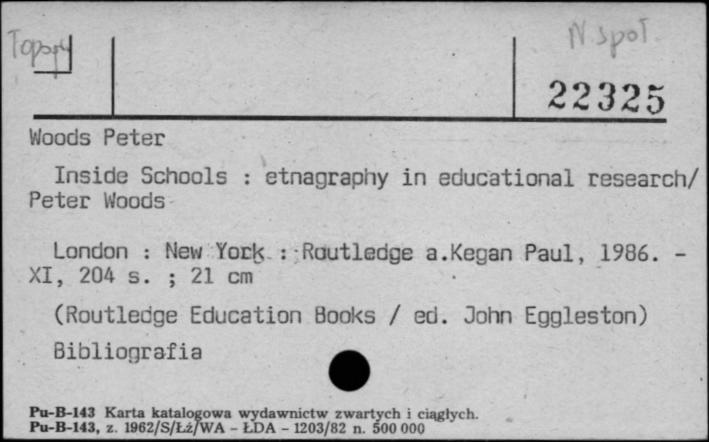 Topogr
N.społ.
22325
Woods Peter
Inside Schools : etnagraphy in educational research/
Peter Woods
London : New York : Routledge a.Kegan Paul, 1986. -
XI, 204 s. ; 21 cm
(Routledge Education Books / ed. John Eggleston)
Bibliografia
Pu-B-143 Karta katalogowa wydawnictw zwartych i ciągłych.
Pu-B-143, z. 1962/S/Łż/WA - ŁDA - 1203/82 n. 500 000